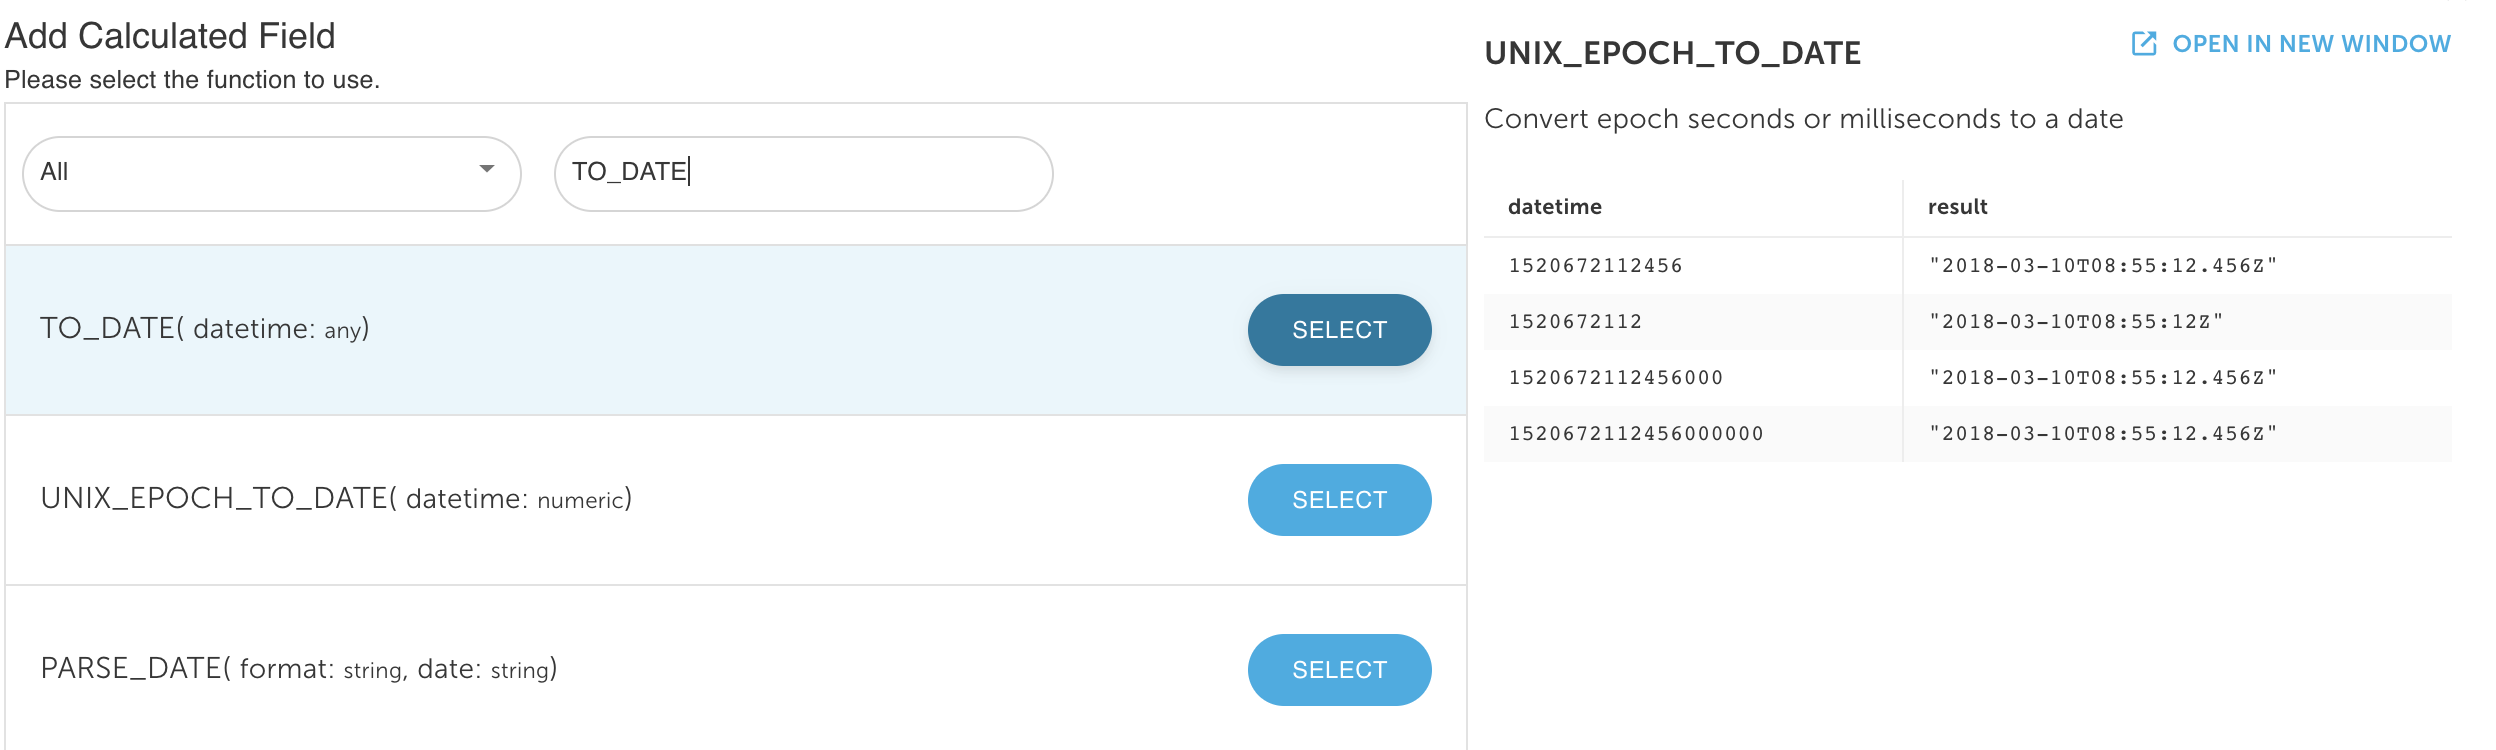 Add Calculated Field
Please select the function to use.
All
TO_DATE
TO_DATE( datetime: any)
SELECT
UNIX_EPOCH_TO_DATE( datetime: numeric)
SELECT
PARSE_DATE( format: string, date: string)
SELECT
UNIX_EPOCH_TO_DATE
OPEN IN NEW WINDOW
Convert epoch seconds or milliseconds to a date
datetime result
1520672112456 "2018-03-10T08:55:12.456Z"
1520672112 "2018-03-10T08:55:12Z"
1520672112456000 "2018-03-10T08:55:12.456Z"
1520672112456000000 "2018-03-10T08:55:12.456Z"